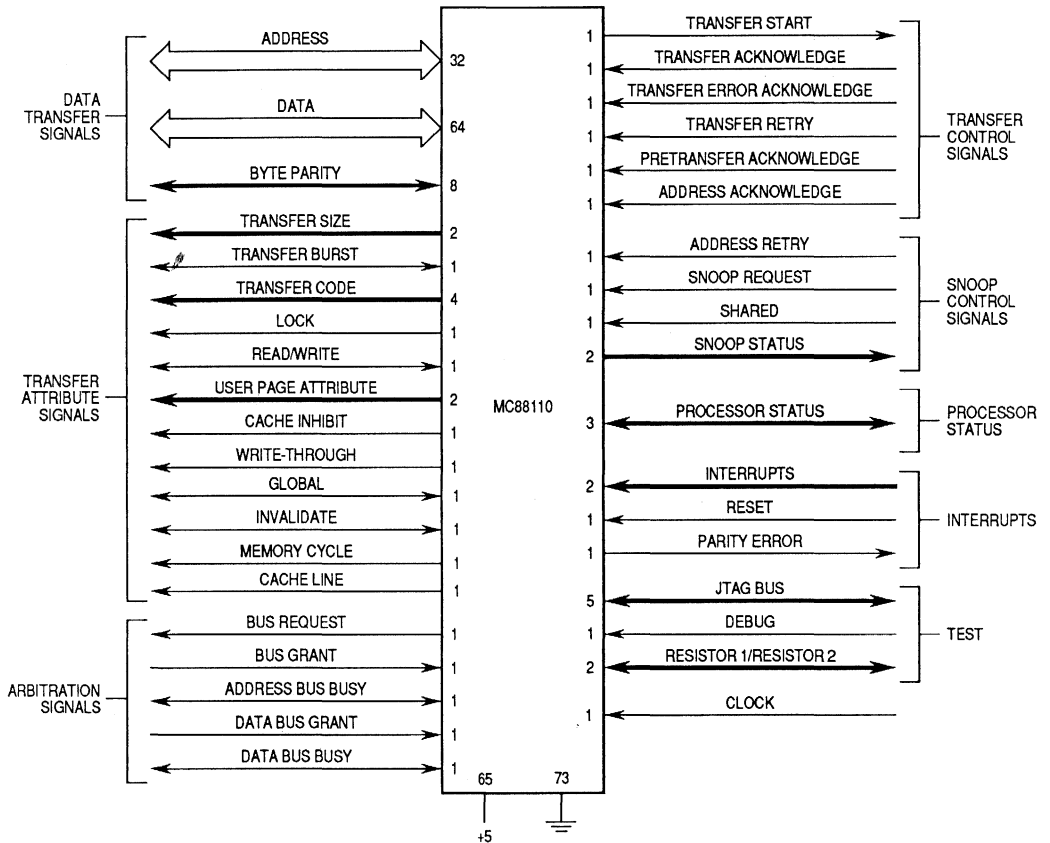 DATA
TRANSFER
SIGNALS
ADDRESS
32
DATA
64
BYTE PARITY
8
TRANSFER
ATTRIBUTE
SIGNALS
TRANSFER SIZE
2
TRANSFER BURST
1
TRANSFER CODE
4
LOCK
1
READ/WRITE
1
USER PAGE ATTRIBUTE
2
CACHE INHIBIT
1
WRITE-THROUGH
1
GLOBAL
1
INVALIDATE
1
MEMORY CYCLE
1
CACHE LINE
1
ARBITRATION
SIGNALS
BUS REQUEST
1
BUS GRANT
1
ADDRESS BUS BUSY
1
DATA BUS GRANT
1
DATA BUS BUSY
1
MC88110
65
73
+5
1
TRANSFER START
1
TRANSFER ACKNOWLEDGE
1
TRANSFER ERROR ACKNOWLEDGE
1
TRANSFER RETRY
1
PRETRANSFER ACKNOWLEDGE
1
ADDRESS ACKNOWLEDGE
TRANSFER
CONTROL
SIGNALS
1
ADDRESS RETRY
1
SNOOP REQUEST
1
SHARED
2
SNOOP STATUS
SNOOP
CONTROL
SIGNALS
3
PROCESSOR STATUS
PROCESSOR
STATUS
2
INTERRUPTS
1
RESET
1
PARITY ERROR
INTERRUPTS
5
JTAG BUS
1
DEBUG
2
RESISTOR 1/RESISTOR 2
TEST
1
CLOCK